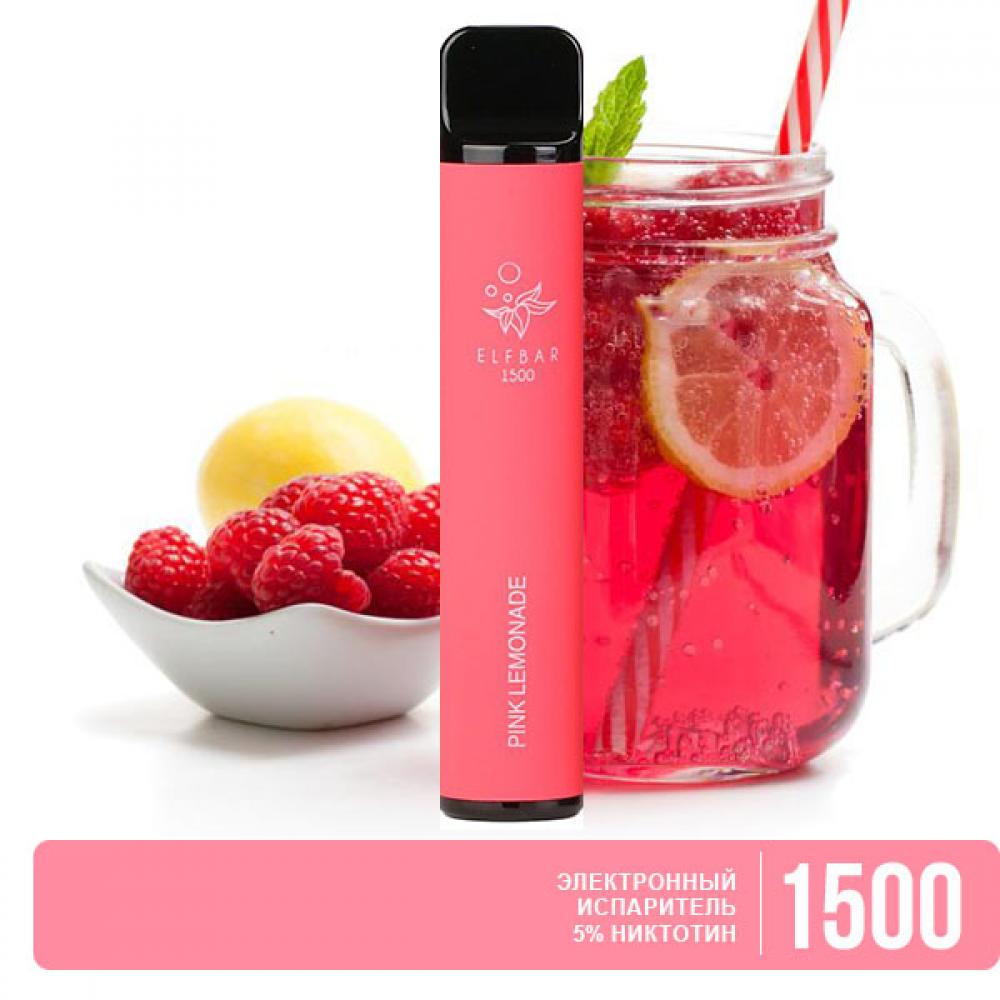 ELFBAR
1500
PINK LEMONADE
ЭЛЕКТРОННЫЙ
ИСПАРИТЕЛЬ
5% НИКТОТИН
1500